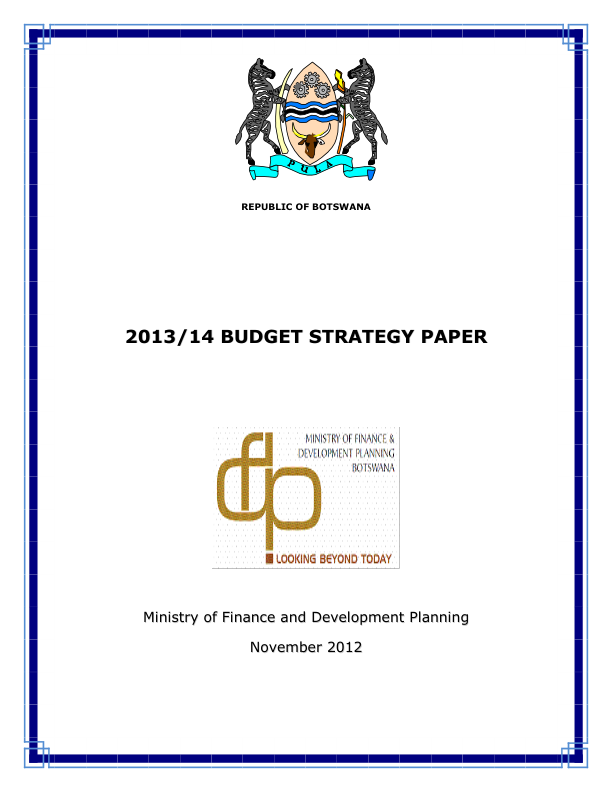 PULA
REPUBLIC OF BOTSWANA
2013/14 BUDGET STRATEGY PAPER
MINISTRY OF FINANCE &
DEVELOPMENT PLANNING
BOTSWANA
dfp
LOOKING BEYOND TODAY
Ministry of Finance and Development Planning
November 2012